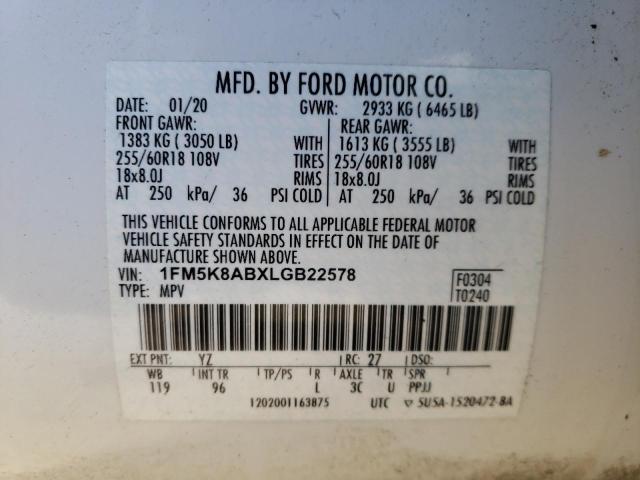 MFD. BY FORD MOTOR CO.
DATE: 01/20 GVWR: 2933 KG ( 6465 LB)
FRONT GAWR: REAR GAWR:
1383 KG ( 3050 LB) WITH 1613 KG ( 3555 LB) WITH
255/60R18 108V TIRES 255/60R18 108V TIRES
18x8.0J RIMS 18x8.0J RIMS
AT 250 kPa/ 36 PSI COLD AT 250 kPa/ 36 PSI COLD
THIS VEHICLE CONFORMS TO ALL APPLICABLE FEDERAL MOTOR
VEHICLE SAFETY STANDARDS IN EFFECT ON THE DATE OF
MANUFACTURE SHOWN ABOVE.
VIN: 1FM5K8ABXLGB22578 F0304
TYPE: MPV T0240
EXT PNT: YZ RC: 27 DSO:
WB INT TR TP/PS R AXLE TR SPR
119 96 L 3C U PPJJ
1202001163875 UTC ▽ 5U5A-1520472-BA